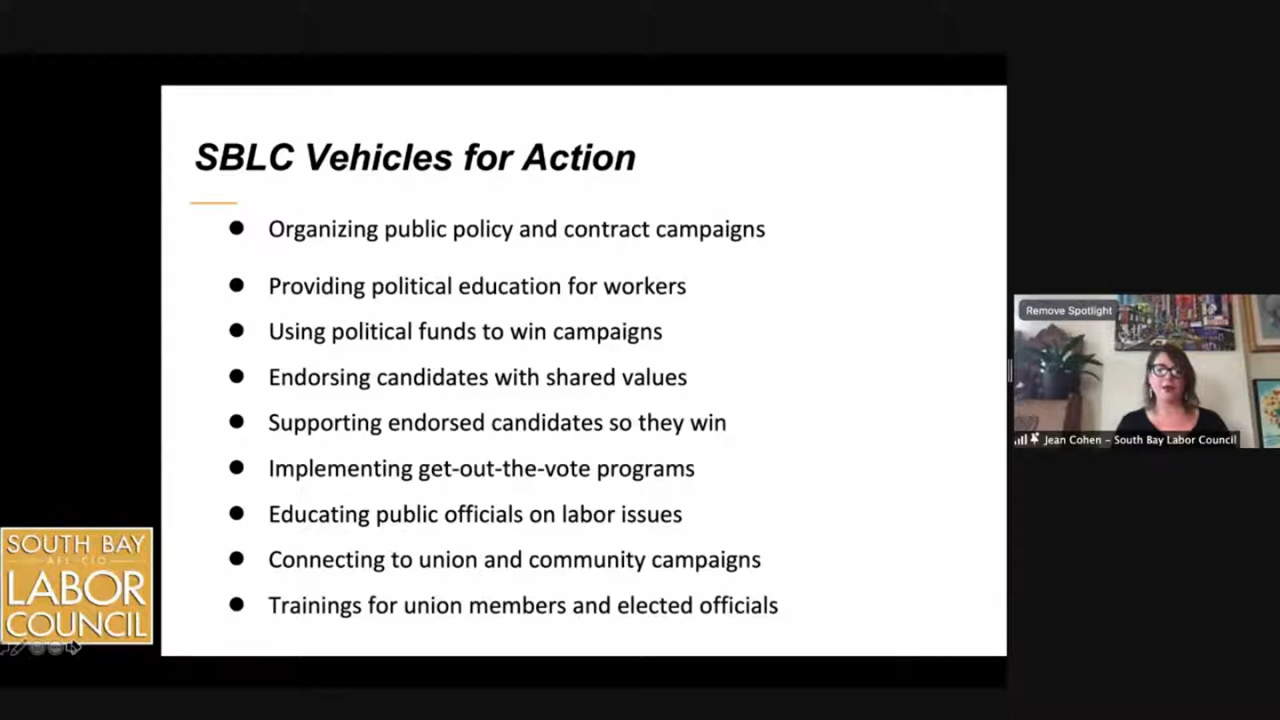 SBLC Vehicles for Action
● Organizing public policy and contract campaigns
● Providing political education for workers
● Using political funds to win campaigns
● Endorsing candidates with shared values
● Supporting endorsed candidates so they win
● Implementing get-out-the-vote programs
● Educating public officials on labor issues
● Connecting to union and community campaigns
● Trainings for union members and elected officials
SOUTH BAY
AFL-CIO
LABOR
COUNCIL
Remove Spotlight
Jean Cohen – South Bay Labor Council